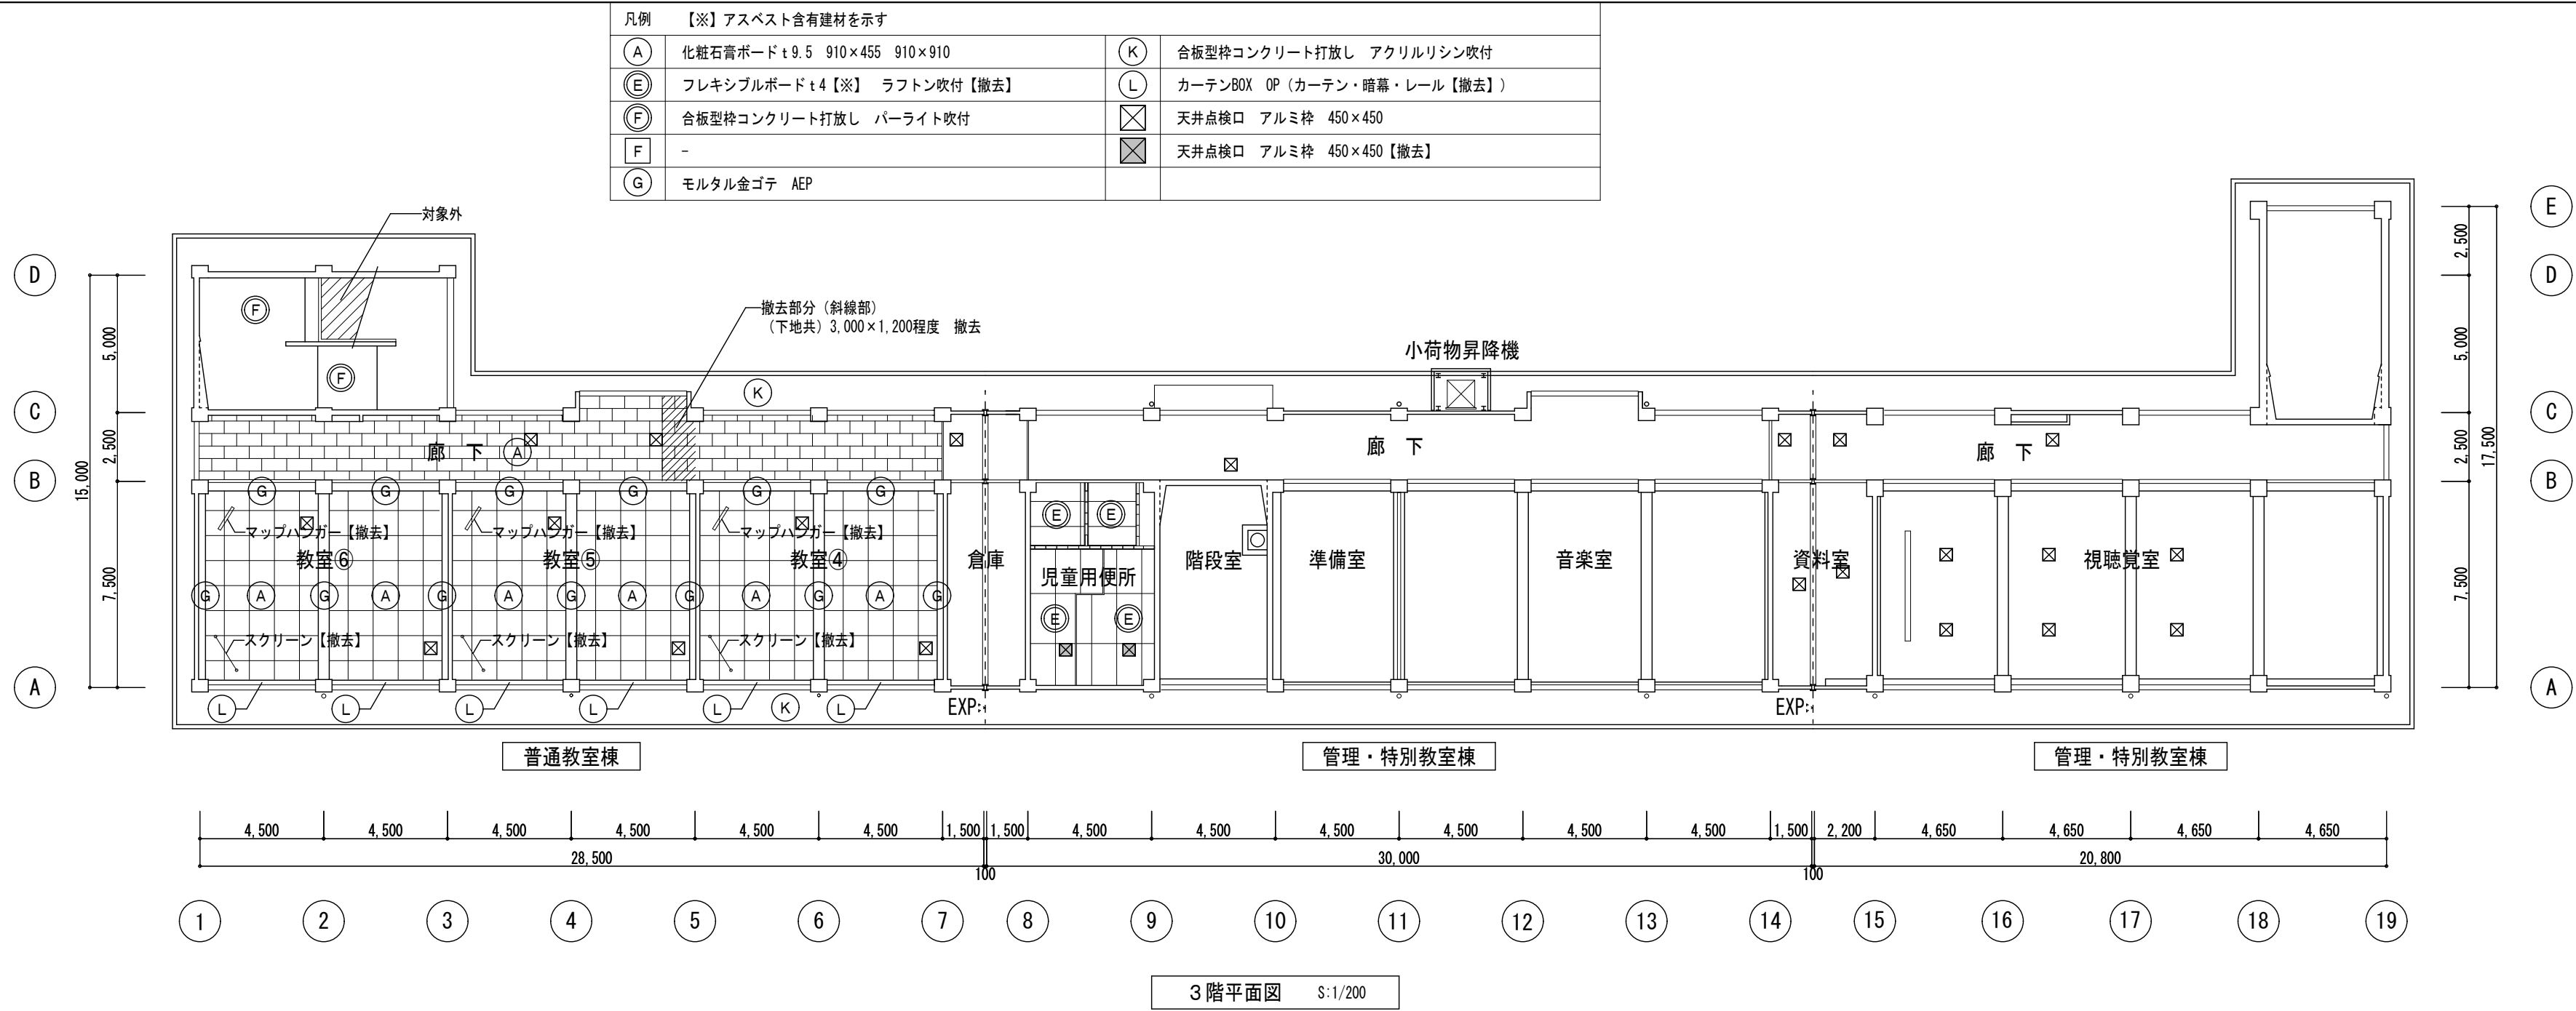 凡例 【※】アスベスト含有建材を示す
A 化粧石膏ボードｔ9.5 910×455 910×910
K 合板型枠コンクリート打放し アクリルリシン吹付
E フレキシブルボードｔ4【※】 ラフトン吹付【撤去】
L カーテンBOX OP（カーテン・暗幕・レール【撤去】）
F 合板型枠コンクリート打放し パーライト吹付
天井点検口 アルミ枠 450×450
F -
天井点検口 アルミ枠 450×450【撤去】
G モルタル金ゴテ AEP
対象外
E
2,500
D
D
F
撤去部分（斜線部）
（下地共）3,000×1,200程度 撤去
5,000
5,000
小荷物昇降機
F
K
C
C
2,500
廊 下
A
廊 下
廊 下
2,500
15,000
17,500
B
B
G G G G G G
E E
マップハンガー【撤去】
マップハンガー【撤去】
マップハンガー【撤去】
教室⑥
教室⑤
教室④
倉庫
児童用便所
階段室
準備室
音楽室
資料室
視聴覚室
7,500
7,500
G A G A G A G A G A G A G
E E
スクリーン【撤去】
スクリーン【撤去】
スクリーン【撤去】
A
A
L L L L L K L
EXP.J
EXP.J
普通教室棟
管理・特別教室棟
管理・特別教室棟
4,500 4,500 4,500 4,500 4,500 4,500 1,500 1,500 4,500 4,500 4,500 4,500 4,500 4,500 1,500 2,200 4,650 4,650 4,650 4,650
28,500 30,000 20,800
100 100
1 2 3 4 5 6 7 8 9 10 11 12 13 14 15 16 17 18 19
３階平面図 S:1/200